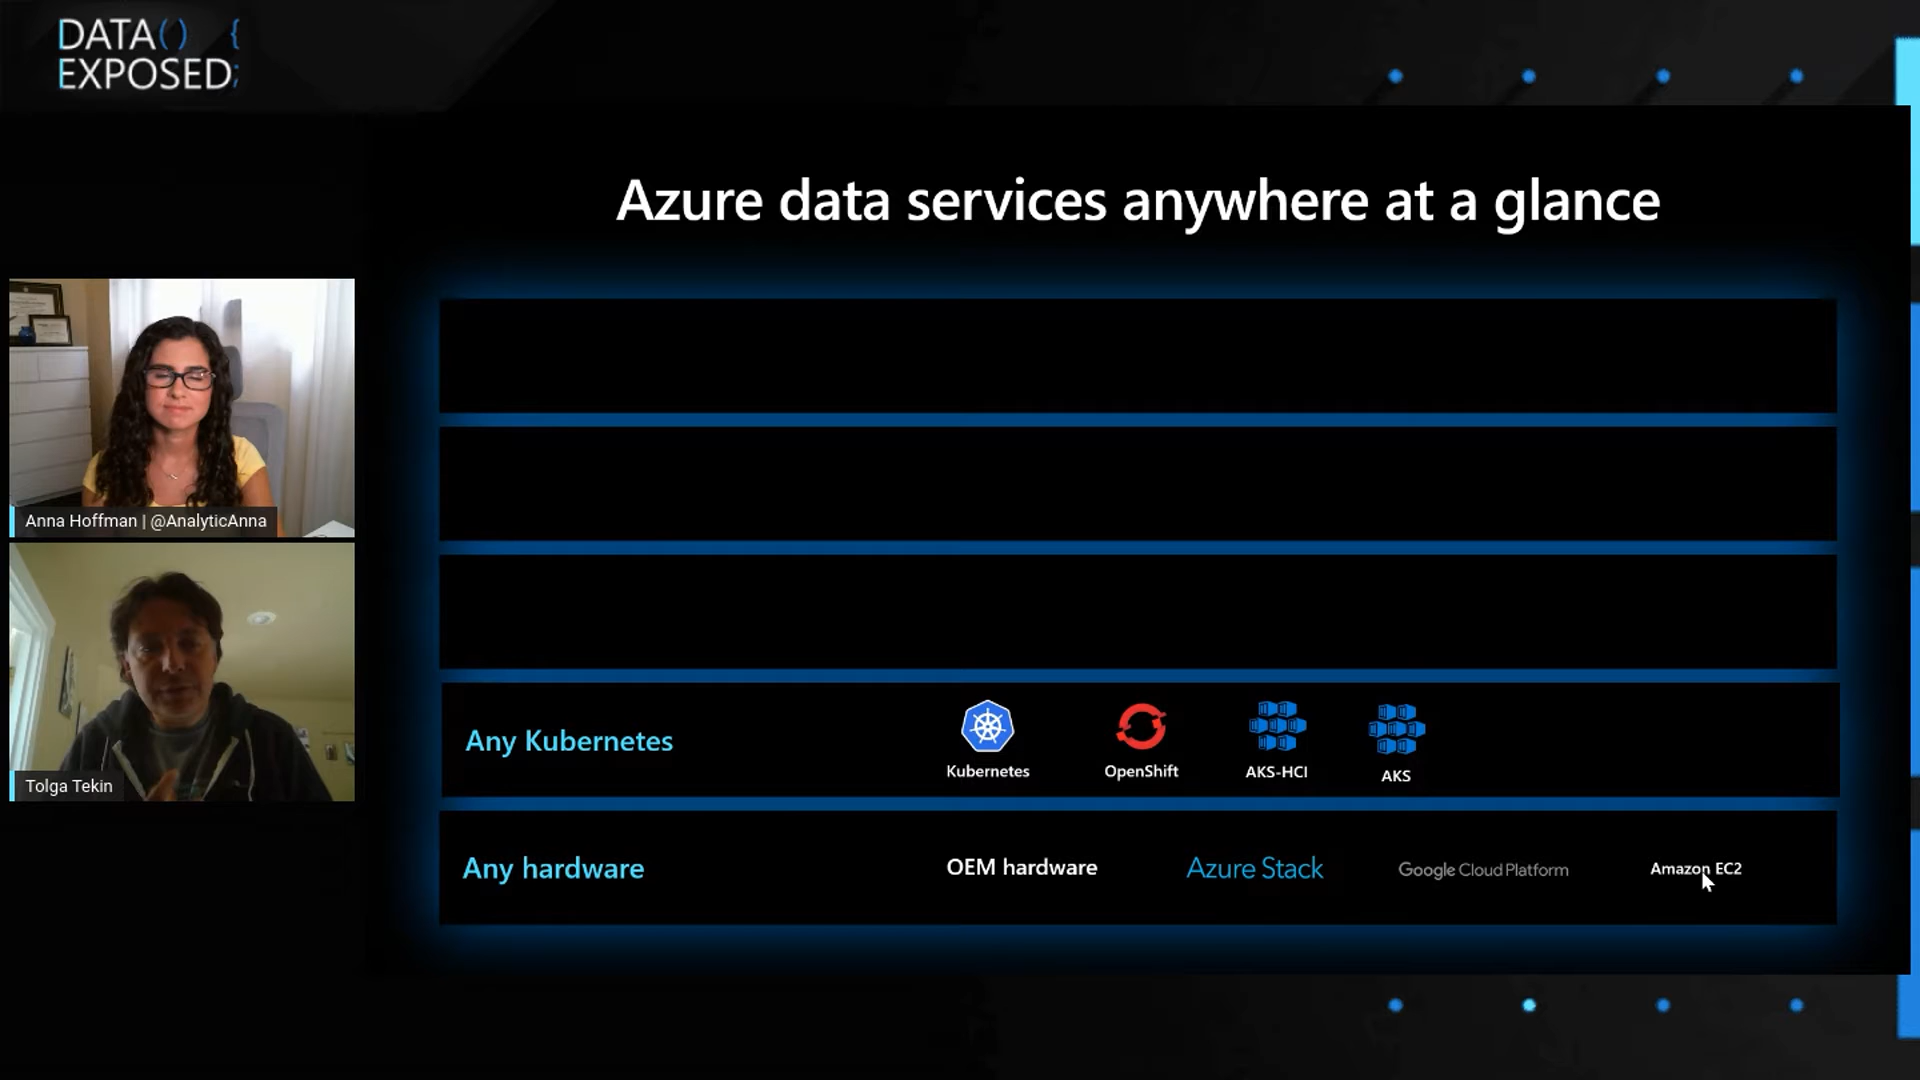 DATA() {
EXPOSED;
Azure data services anywhere at a glance
Anna Hoffman | @AnalyticAnna
Tolga Tekin
Any Kubernetes
Kubernetes
OpenShift
AKS-HCI
AKS
Any hardware
OEM hardware
Azure Stack
Google Cloud Platform
Amazon EC2